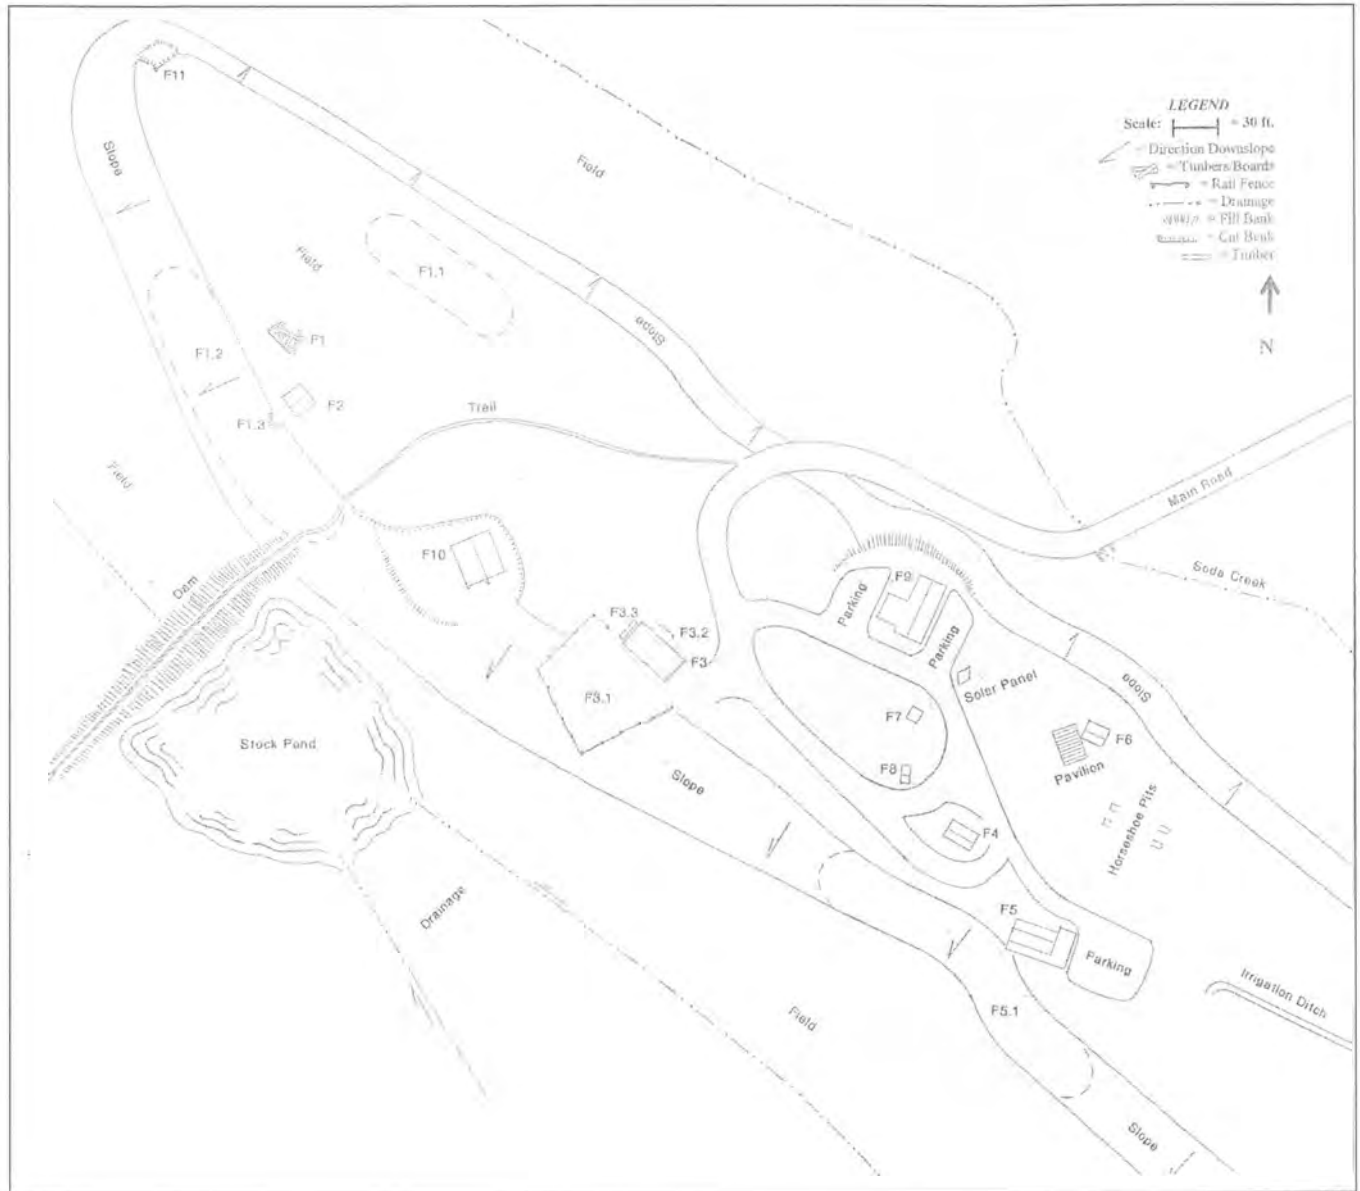 LEGEND
Scale: = 30 ft.
= Direction Downslope
= Timbers/Boards
= Rail Fence
= Drainage
= Fill Bank
= Cut Bank
= Timber
N
F11
Slope
Field
Field
F1.1
F1
F1.2
F2
F1.3
Slope
Trail
Field
Main Road
Soda Creek
Dam
F10
F9
Parking
Parking
F3.3
F3.2
F3
F3.1
Solar Panel
Slope
Stock Pond
F7
F6
Pavilion
F8
Slope
Horseshoe Pits
F4
Drainage
F5
Parking
Irrigation Ditch
F5.1
Field
Slope